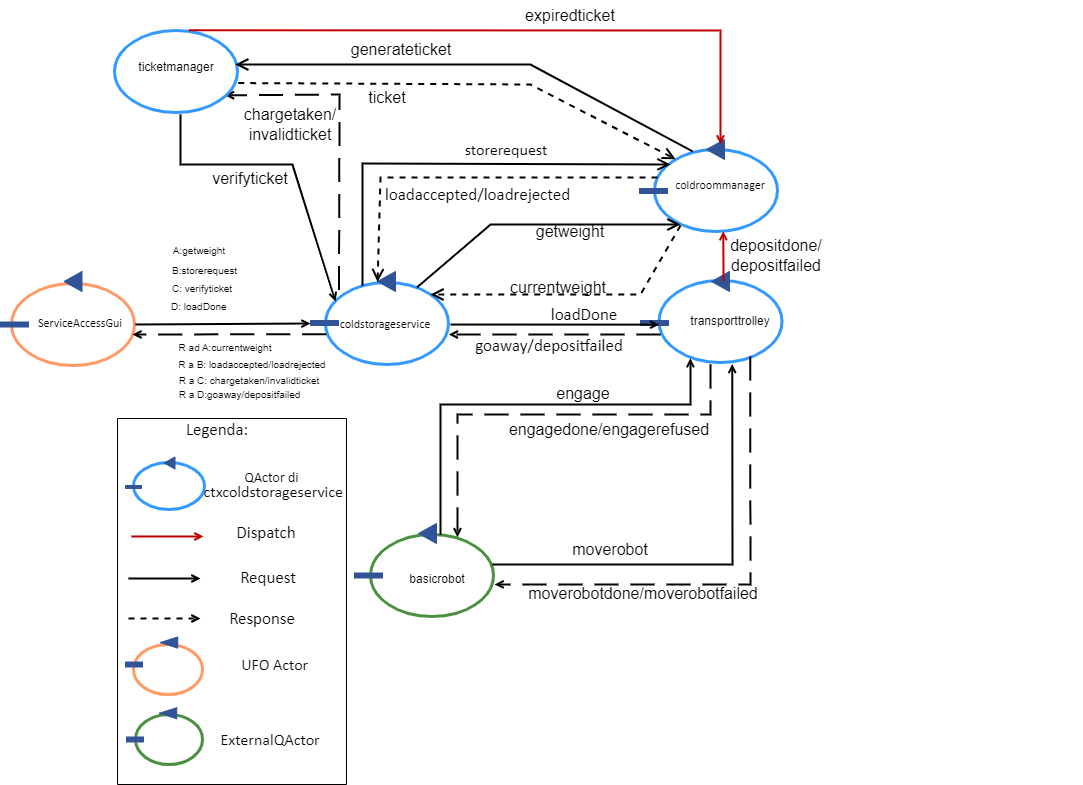 expiredticket
generateticket
ticketmanager
ticket
chargetaken/
invalidticket
storerequest
verifyticket
coldroommanager
loadaccepted/loadrejected
getweight
depositdone/
depositfailed
A:getweight
B:storerequest
C: verifyticket
D: loadDone
currentweight
loadDone
ServiceAccessGui
coldstorageservice
transporttrolley
goaway/depositfailed
R ad A:currentweight
R a B: loadaccepted/loadrejected
R a C: chargetaken/invalidticket
R a D:goaway/depositfailed
engage
engagedone/engagerefused
Legenda:
QActor di
ctxcoldstorageservice
Dispatch
moverobot
Request
basicrobot
moverobotdone/moverobotfailed
Response
UFO Actor
ExternalQActor